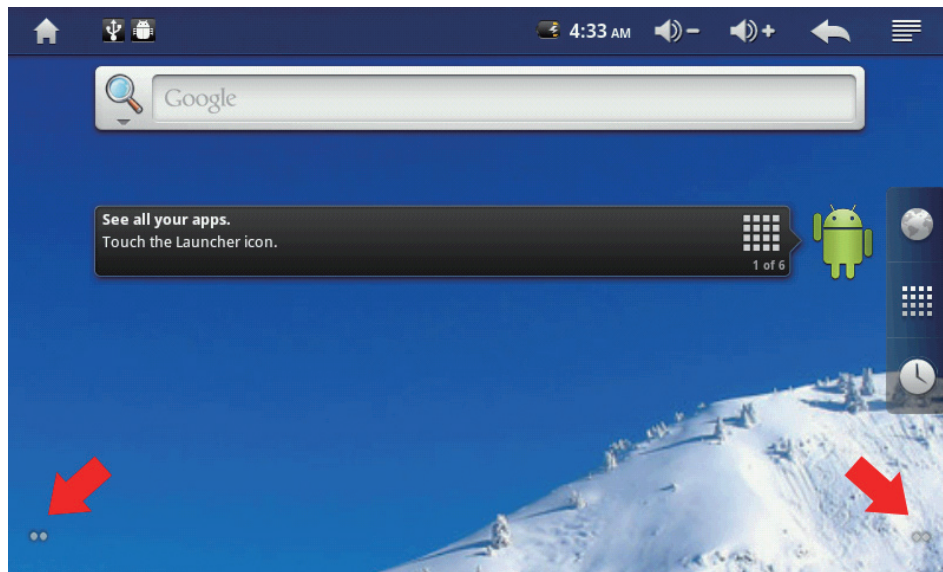 4:33 AM
Google
See all your apps.
Touch the Launcher icon.
1 of 6